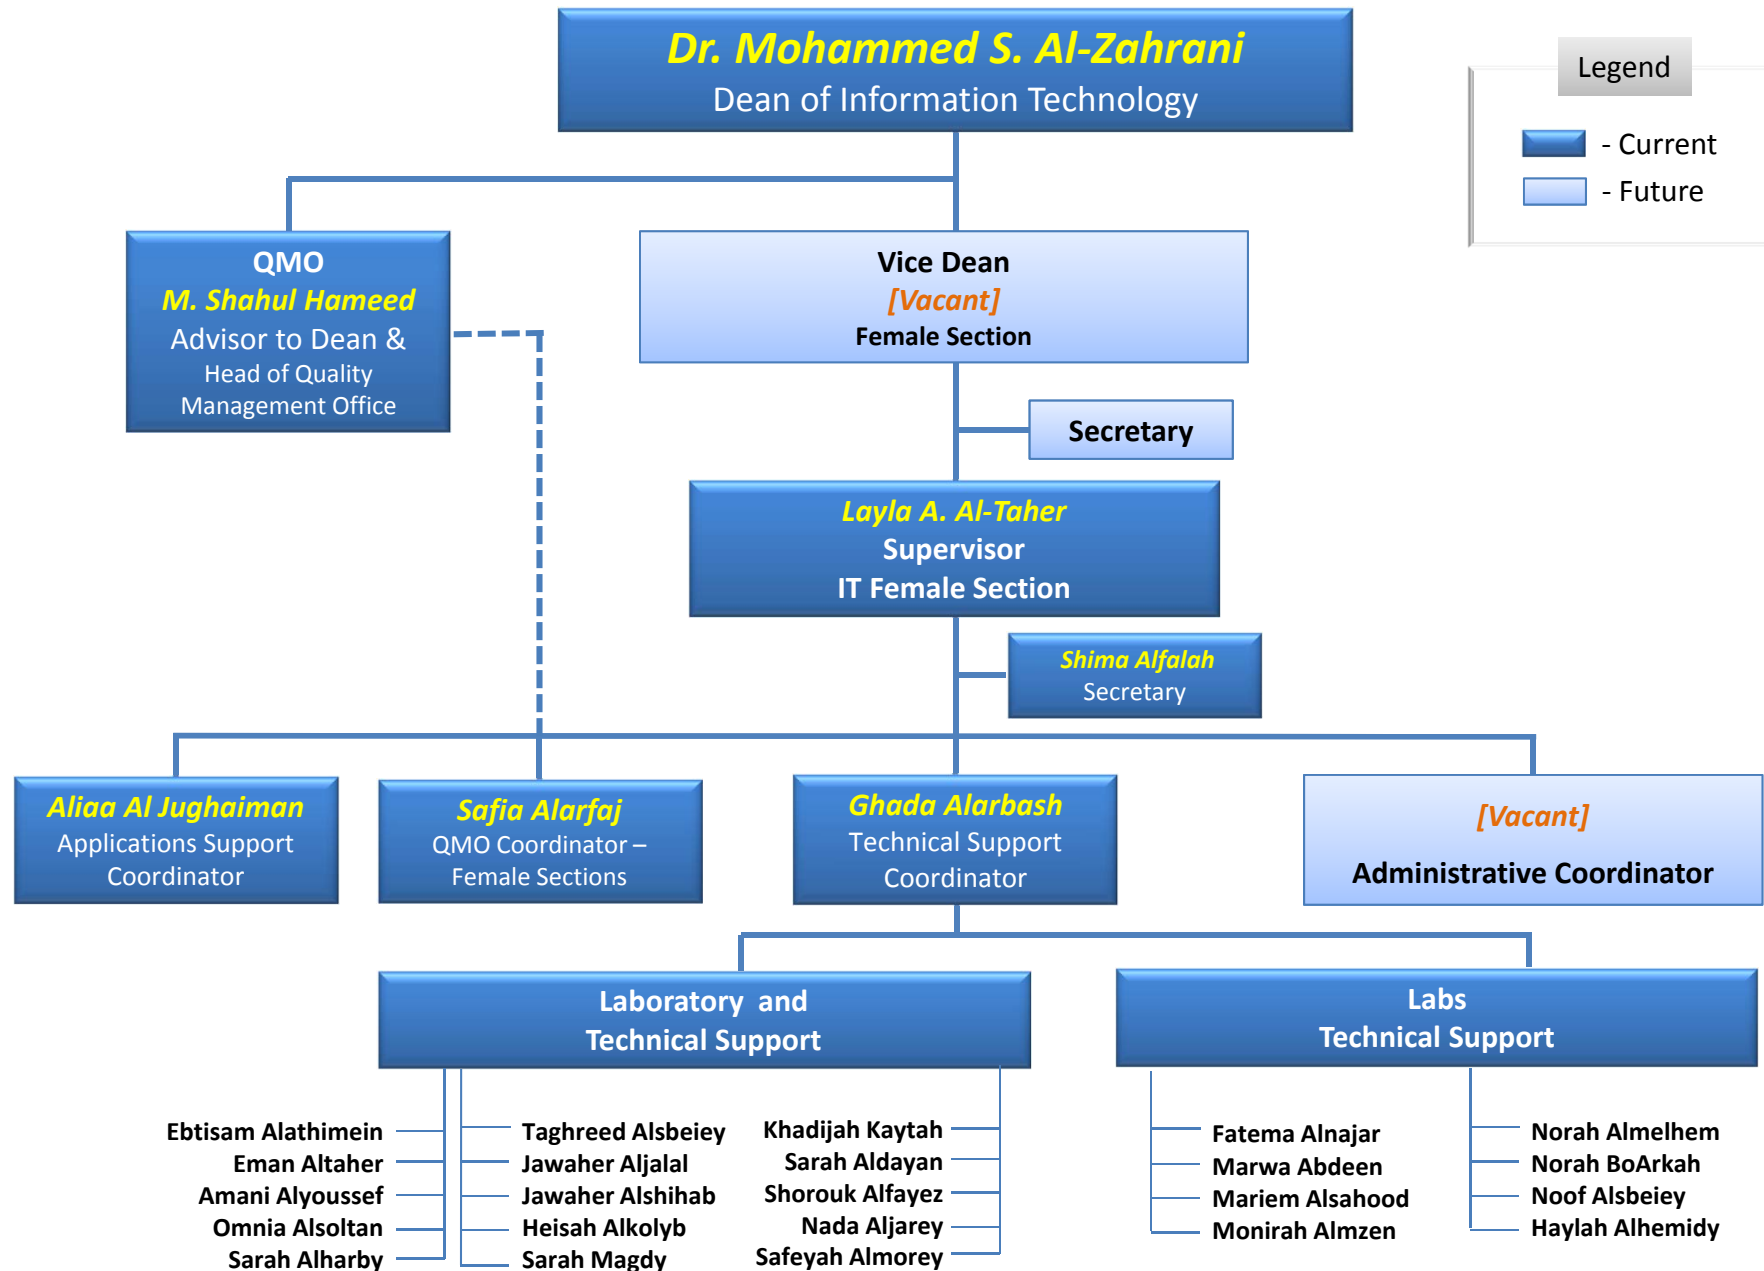 Dr. Mohammed S. Al-Zahrani
Dean of Information Technology
Legend
- Current
- Future
QMO
M. Shahul Hameed
Advisor to Dean &
Head of Quality
Management Office
Vice Dean
[Vacant]
Female Section
Secretary
Layla A. Al-Taher
Supervisor
IT Female Section
Shima Alfalah
Secretary
Aliaa Al Jughaiman
Applications Support
Coordinator
Safia Alarfaj
QMO Coordinator –
Female Sections
Ghada Alarbash
Technical Support
Coordinator
[Vacant]
Administrative Coordinator
Laboratory and
Technical Support
Labs
Technical Support
Ebtisam Alathimein
Eman Altaher
Amani Alyoussef
Omnia Alsoltan
Sarah Alharby
Taghreed Alsbeiey
Jawaher Aljalal
Jawaher Alshihab
Heisah Alkolyb
Sarah Magdy
Khadijah Kaytah
Sarah Aldayan
Shorouk Alfayez
Nada Aljarey
Safeyah Almorey
Fatema Alnajar
Marwa Abdeen
Mariem Alsahood
Monirah Almzen
Norah Almelhem
Norah BoArkah
Noof Alsbeiey
Haylah Alhemidy